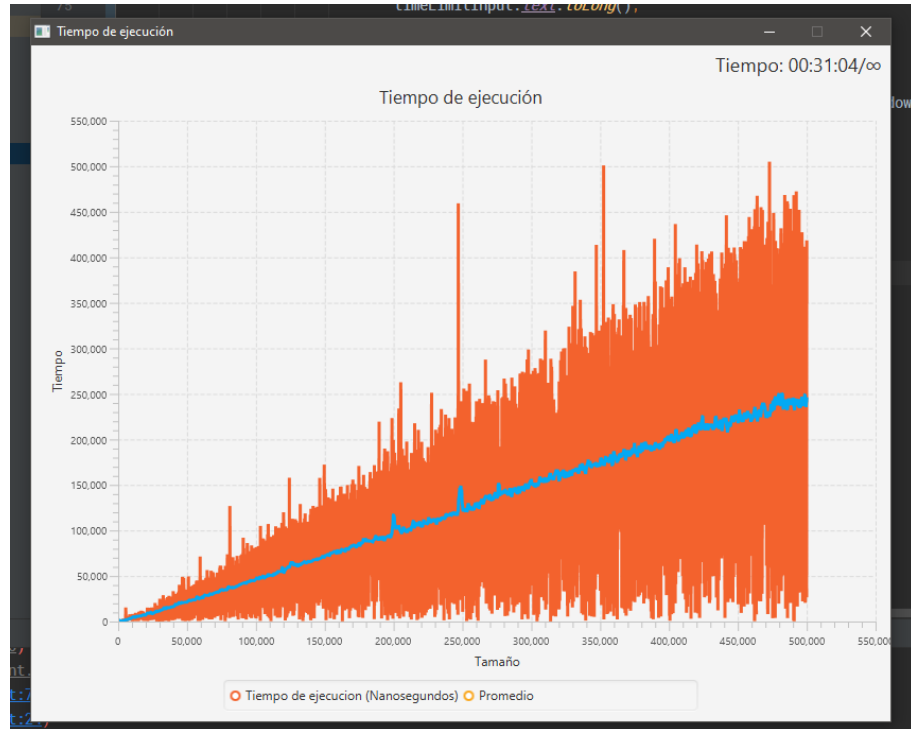 75
timeLimitInput.text.toLong(),
Tiempo de ejecución
Tiempo: 00:31:04/∞
Tiempo de ejecución
550,000
500,000
450,000
400,000
350,000
300,000
250,000
200,000
150,000
100,000
50,000
0
Tiempo
0 50,000 100,000 150,000 200,000 250,000 300,000 350,000 400,000 450,000 500,000 550,000
Tamaño
Tiempo de ejecucion (Nanosegundos) Promedio